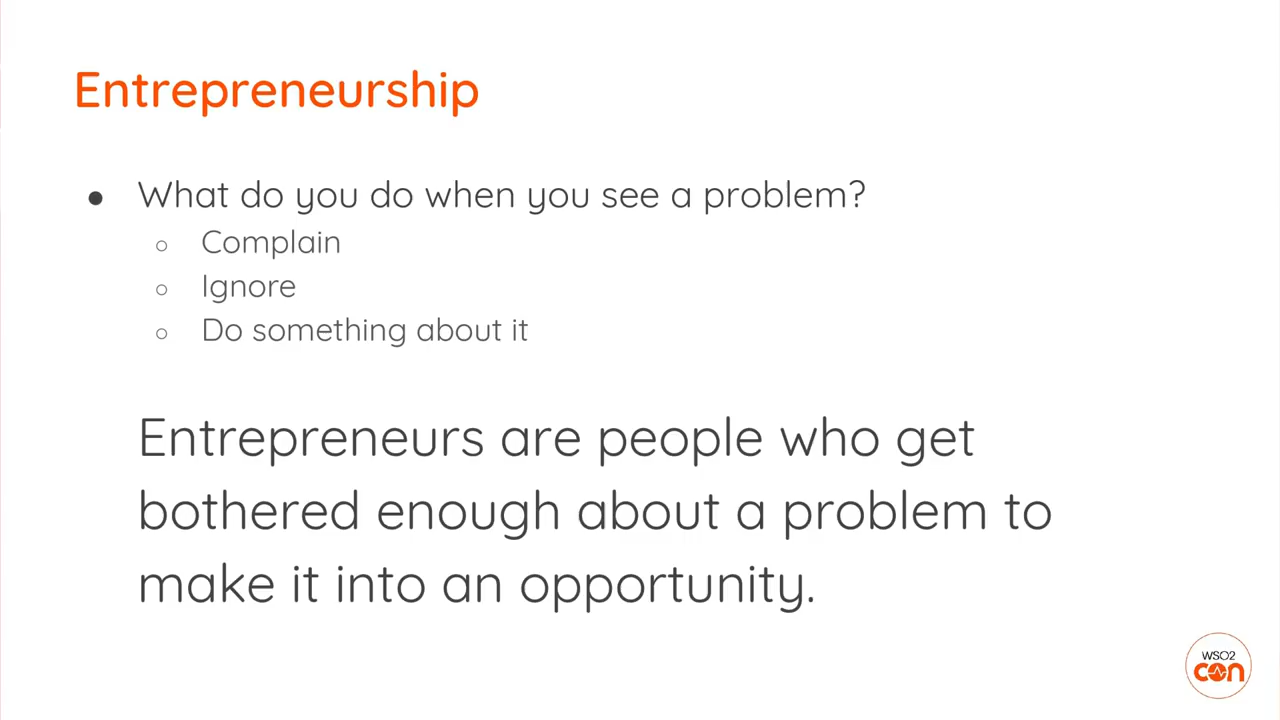 Entrepreneurship
● What do you do when you see a problem?
○ Complain
○ Ignore
○ Do something about it
Entrepreneurs are people who get
bothered enough about a problem to
make it into an opportunity.
WSO2
con